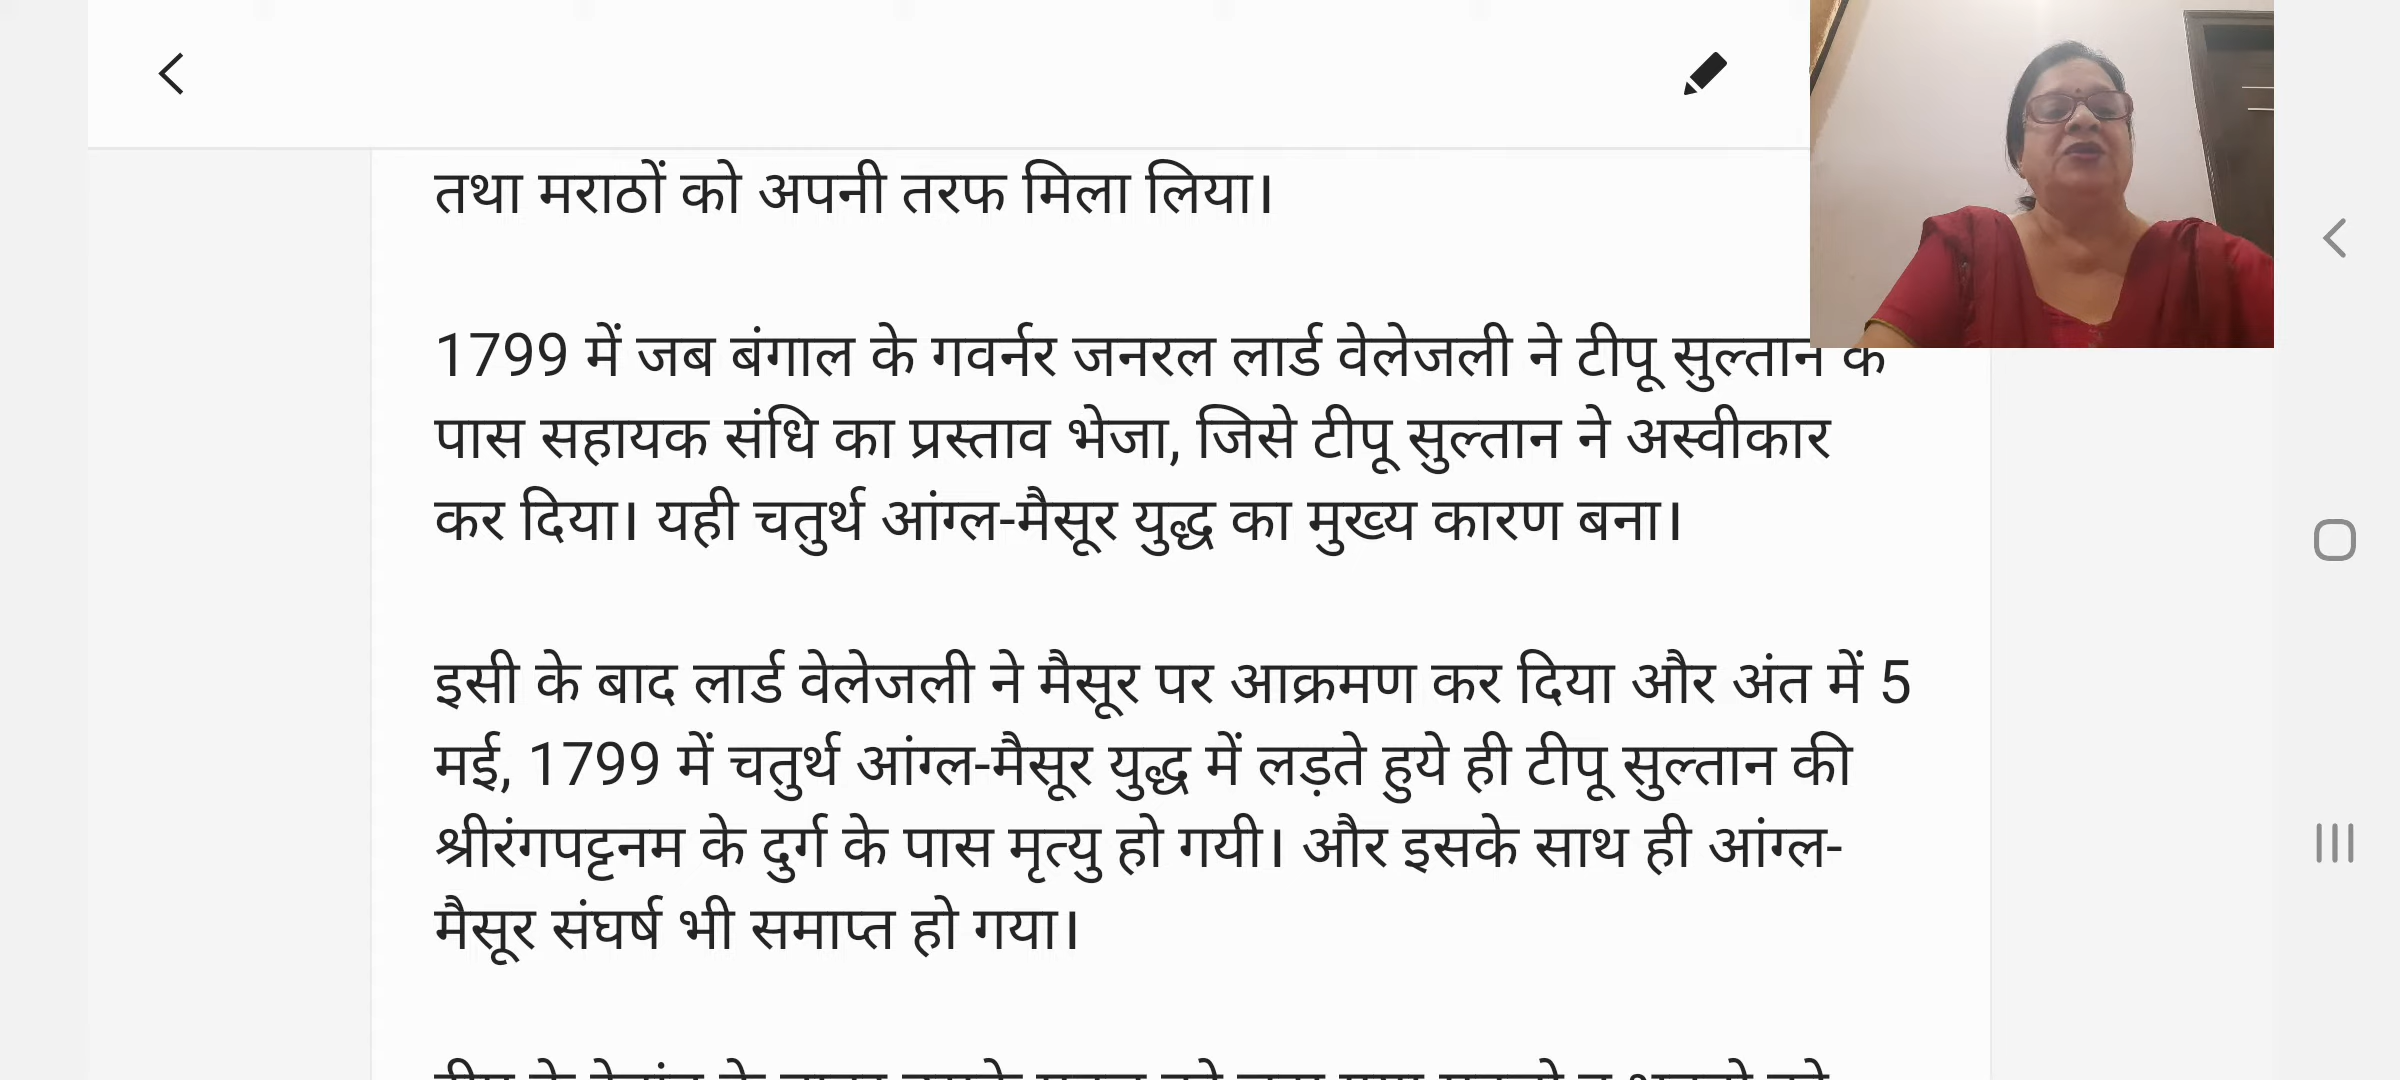 तथा मराठों को अपनी तरफ मिला लिया।
1799 में जब बंगाल के गवर्नर जनरल लार्ड वेलेजली ने टीपू सुल्तान के
पास सहायक संधि का प्रस्ताव भेजा, जिसे टीपू सुल्तान ने अस्वीकार
कर दिया। यही चतुर्थ आंग्ल-मैसूर युद्ध का मुख्य कारण बना।
इसी के बाद लार्ड वेलेजली ने मैसूर पर आक्रमण कर दिया और अंत में 5
मई, 1799 में चतुर्थ आंग्ल-मैसूर युद्ध में लड़ते हुये ही टीपू सुल्तान की
श्रीरंगपट्टनम के दुर्ग के पास मृत्यु हो गयी। और इसके साथ ही आंग्ल-
मैसूर संघर्ष भी समाप्त हो गया।